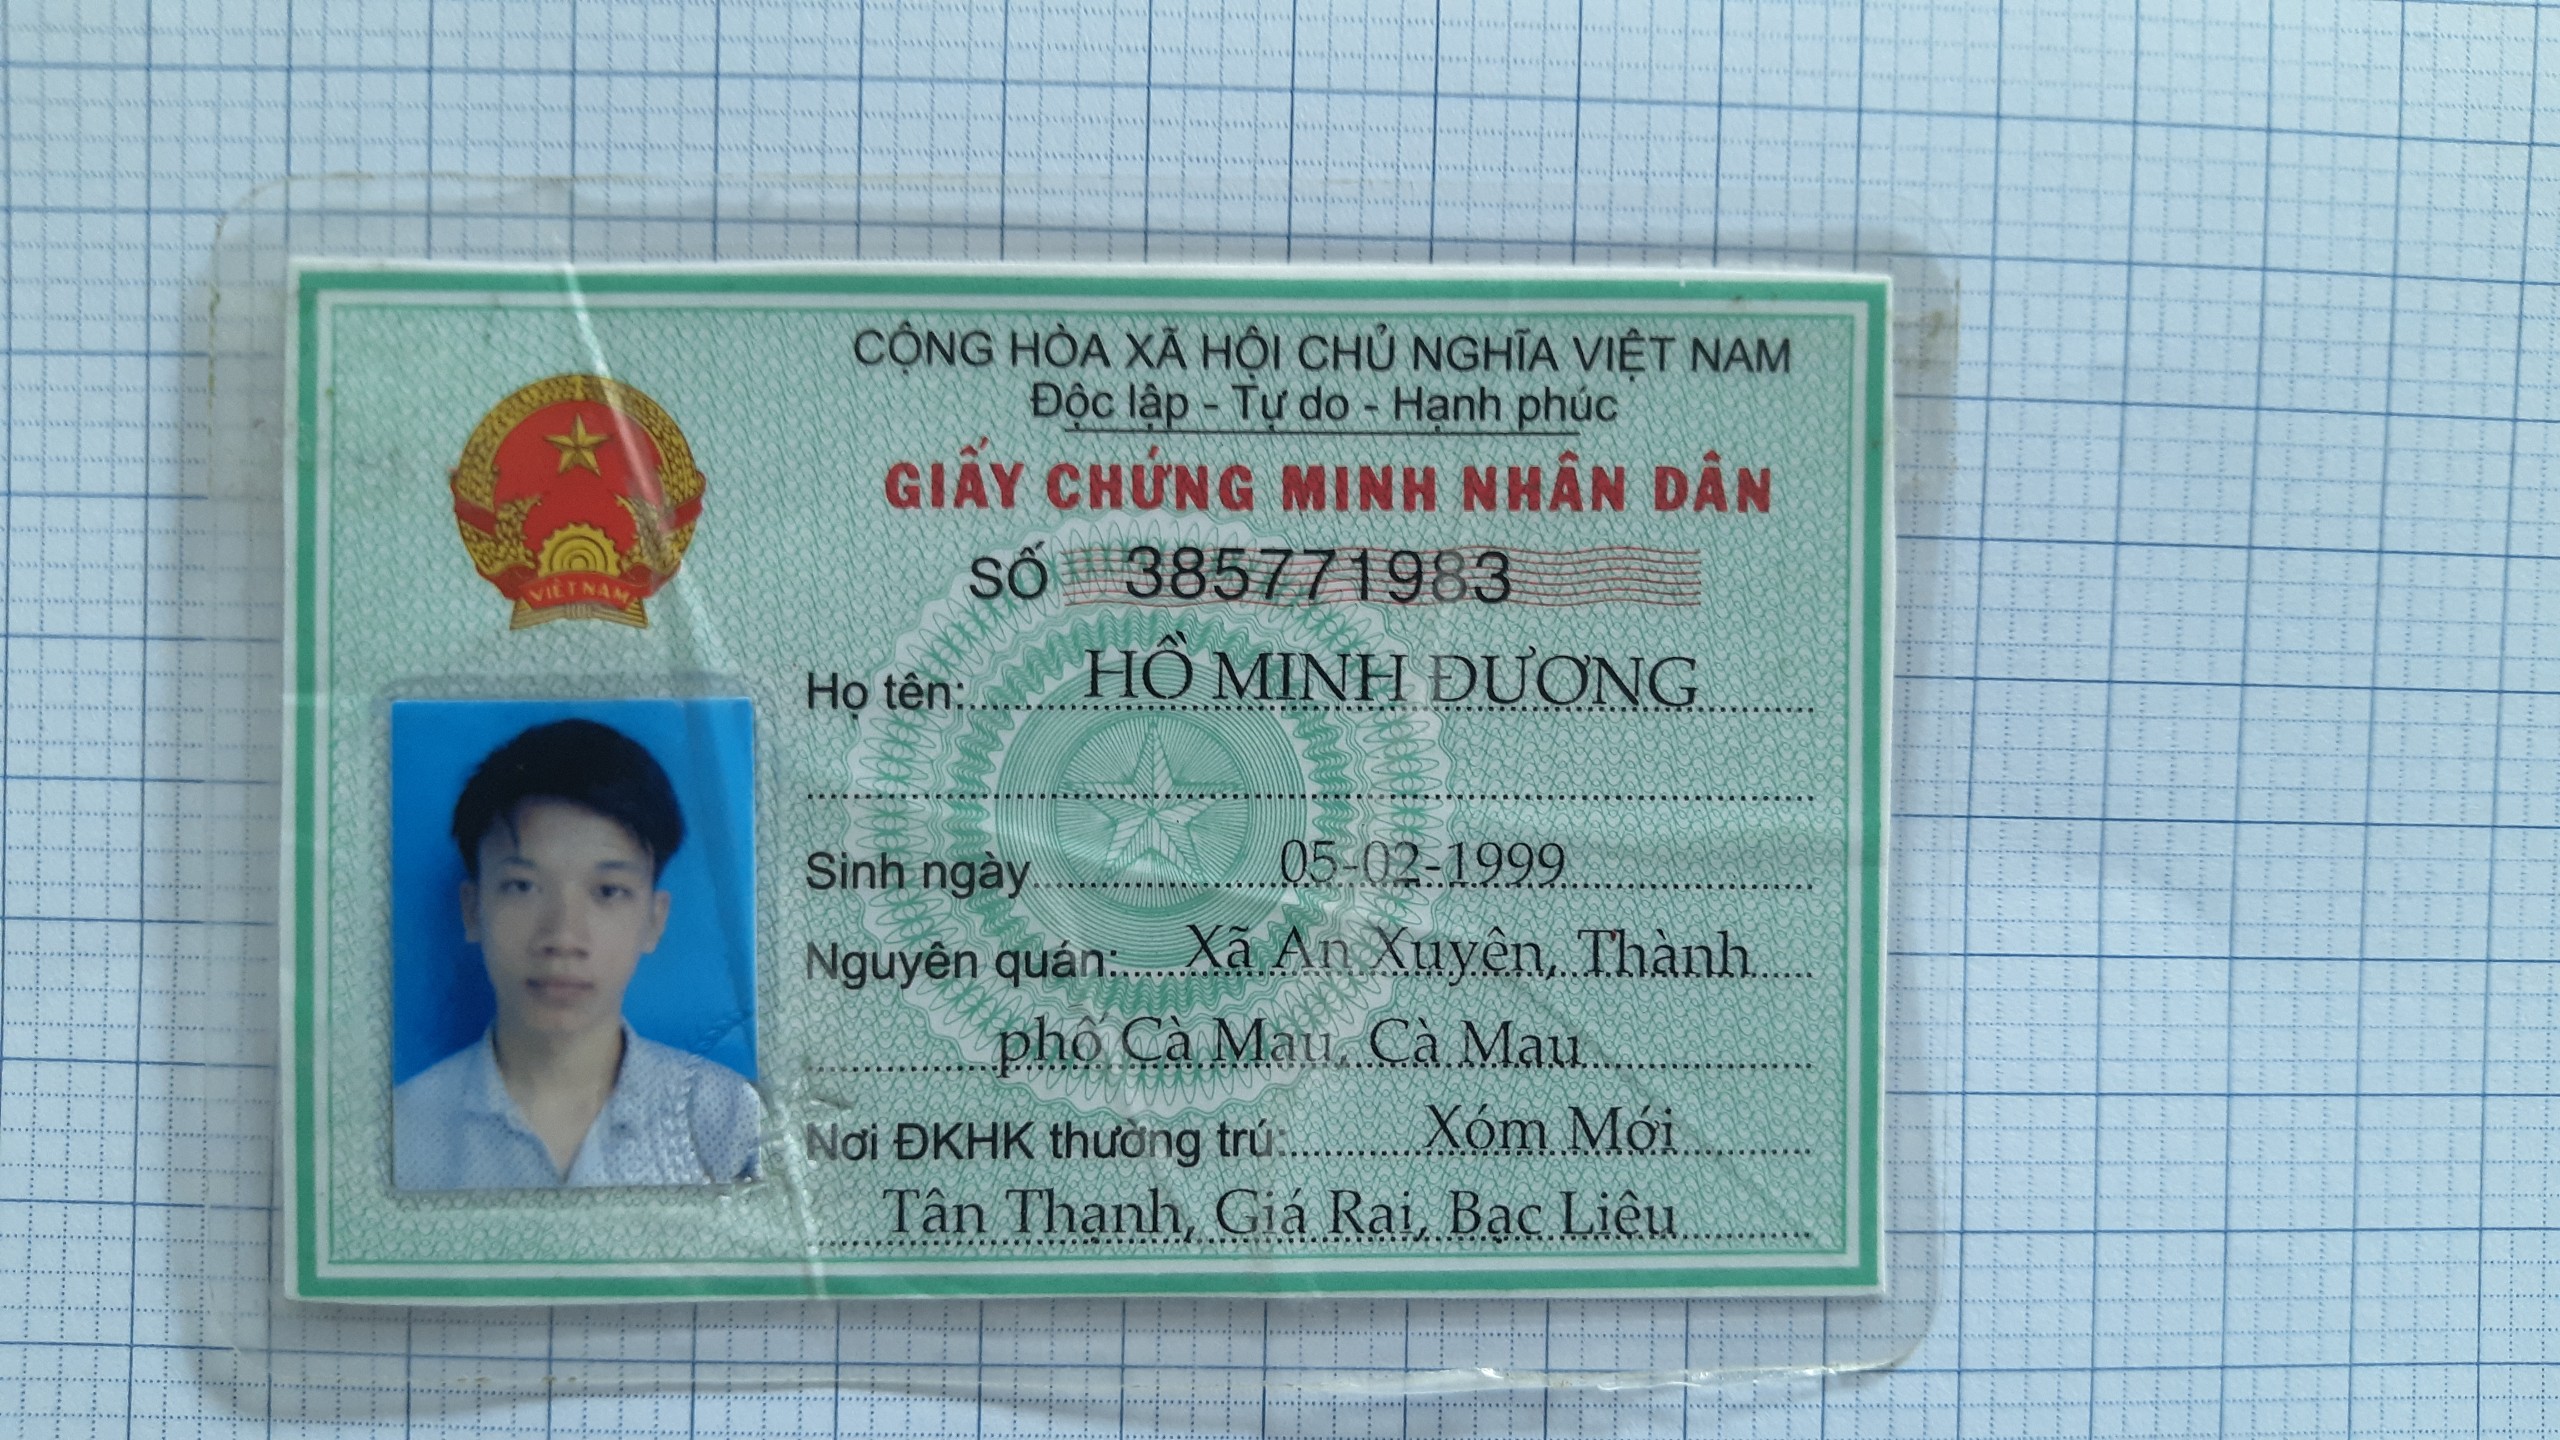 CỘNG HÒA XÃ HỘI CHỦ NGHĨA VIỆT NAM
Độc lập - Tự do - Hạnh phúc
GIẤY CHỨNG MINH NHÂN DÂN
SỐ 385771983
VIỆT NAM
Họ tên: HỒ MINH ĐƯƠNG
Sinh ngày 05-02-1999
Nguyên quán: Xã An Xuyên, Thành
phố Cà Mau, Cà Mau
Nơi ĐKHK thường trú: Xóm Mới
Tân Thạnh, Giá Rai, Bạc Liêu